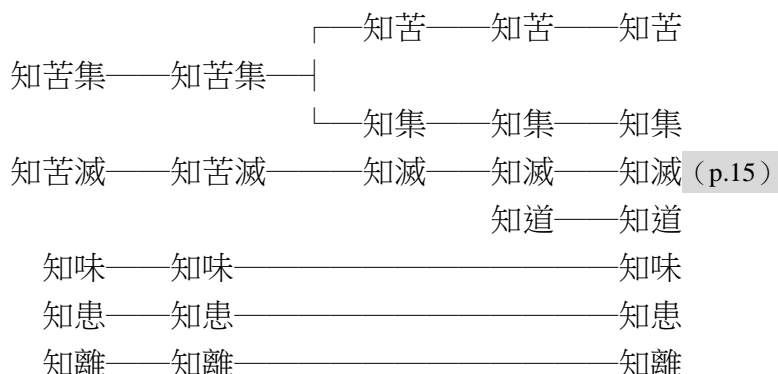 ┌──知苦───知苦───知苦
知苦集───知苦集──┤
└──知集───知集───知集
知苦滅───知苦滅──────知滅───知滅───知滅（p.15）
知道───知道
知味───知味──────────────────知味
知患───知患──────────────────知患
知離───知離──────────────────知離